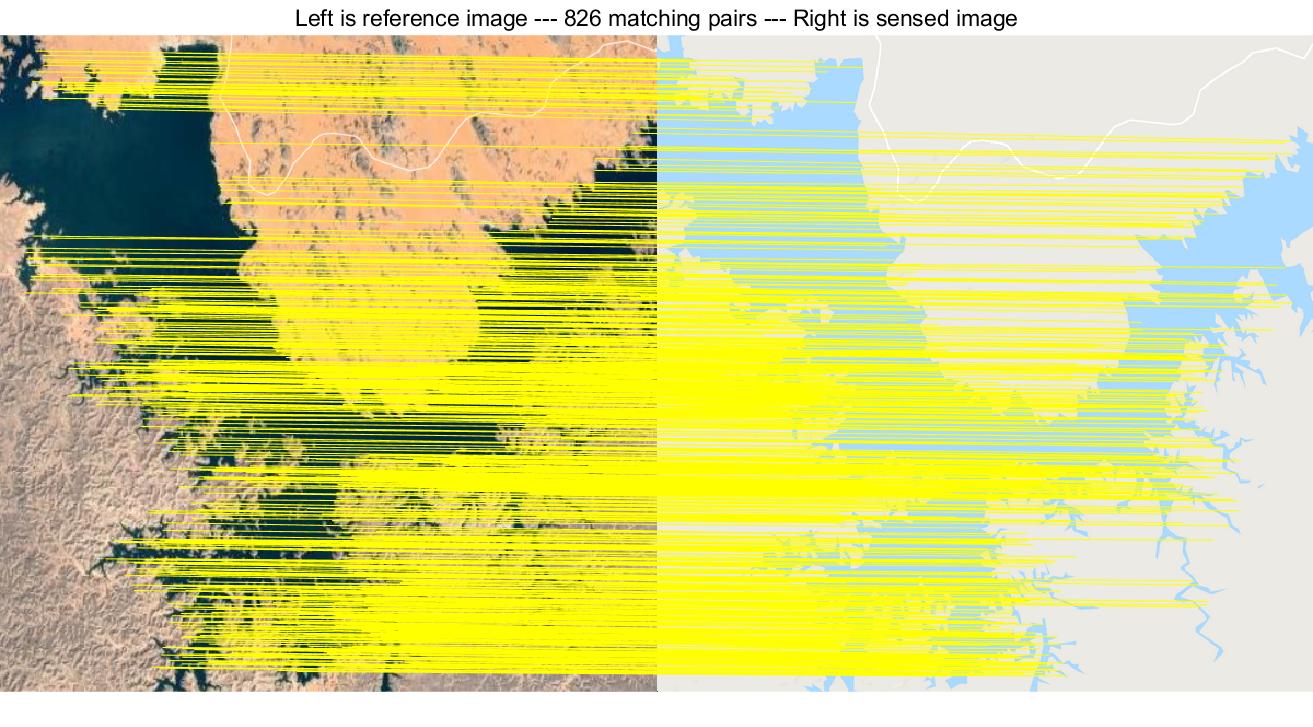 Left is reference image --- 826 matching pairs --- Right is sensed image